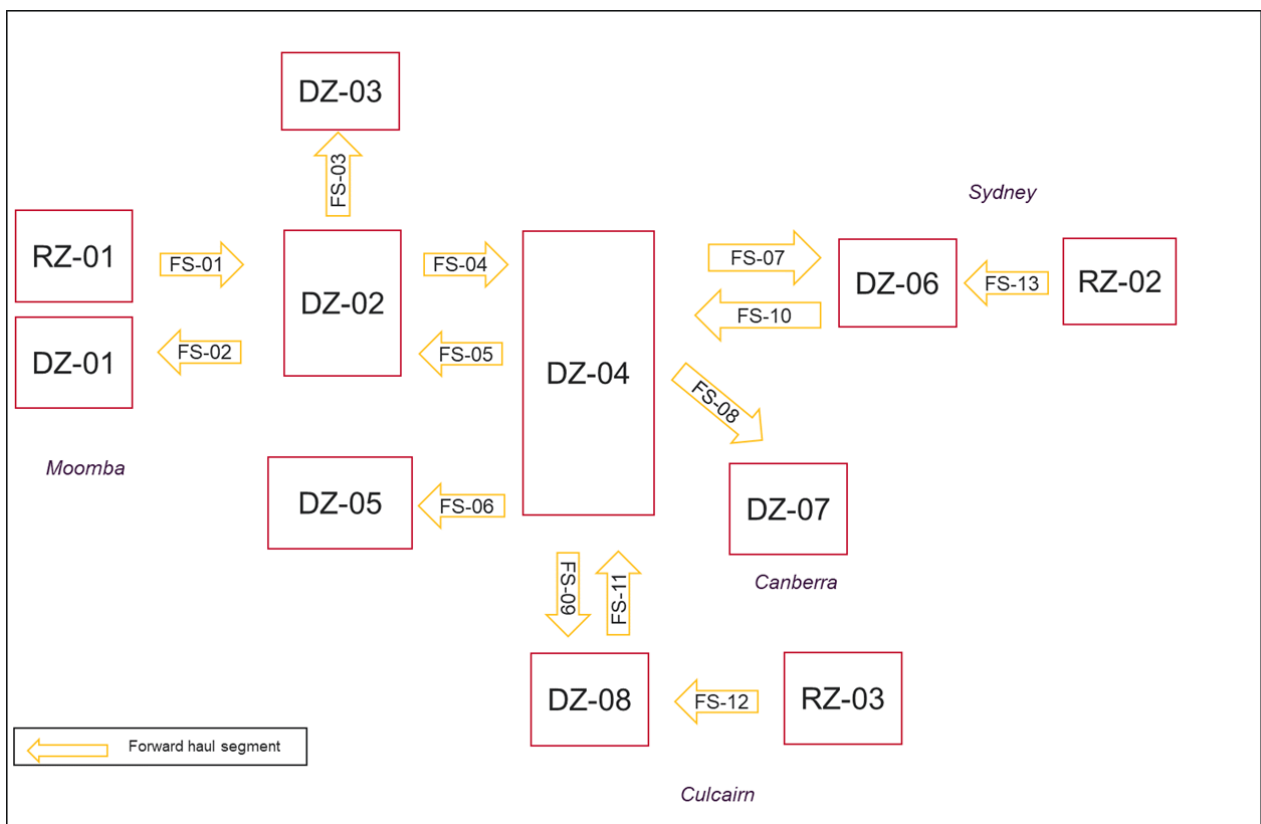 DZ-03
FS-03
Sydney
RZ-01
FS-01
DZ-02
FS-04
DZ-04
FS-07
DZ-06
FS-13
RZ-02
FS-10
DZ-01
FS-02
FS-05
FS-08
Moomba
DZ-05
FS-06
DZ-07
Canberra
FS-09
FS-11
DZ-08
FS-12
RZ-03
Forward haul segment
Culcairn